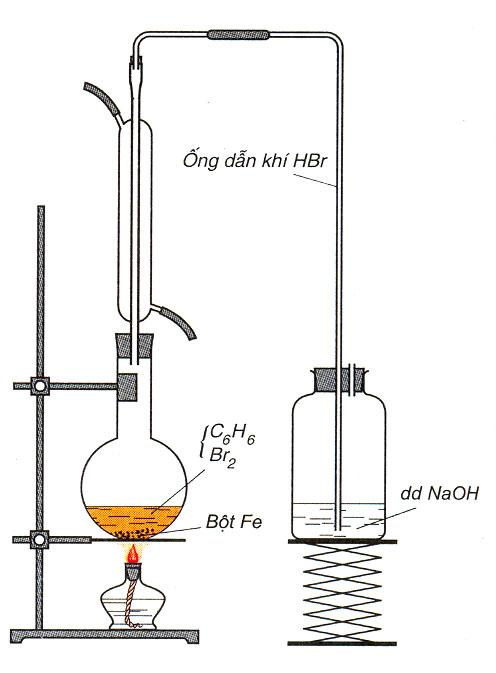 Ống dẫn khí HBr
C₆H₆
Br₂
dd NaOH
Bột Fe